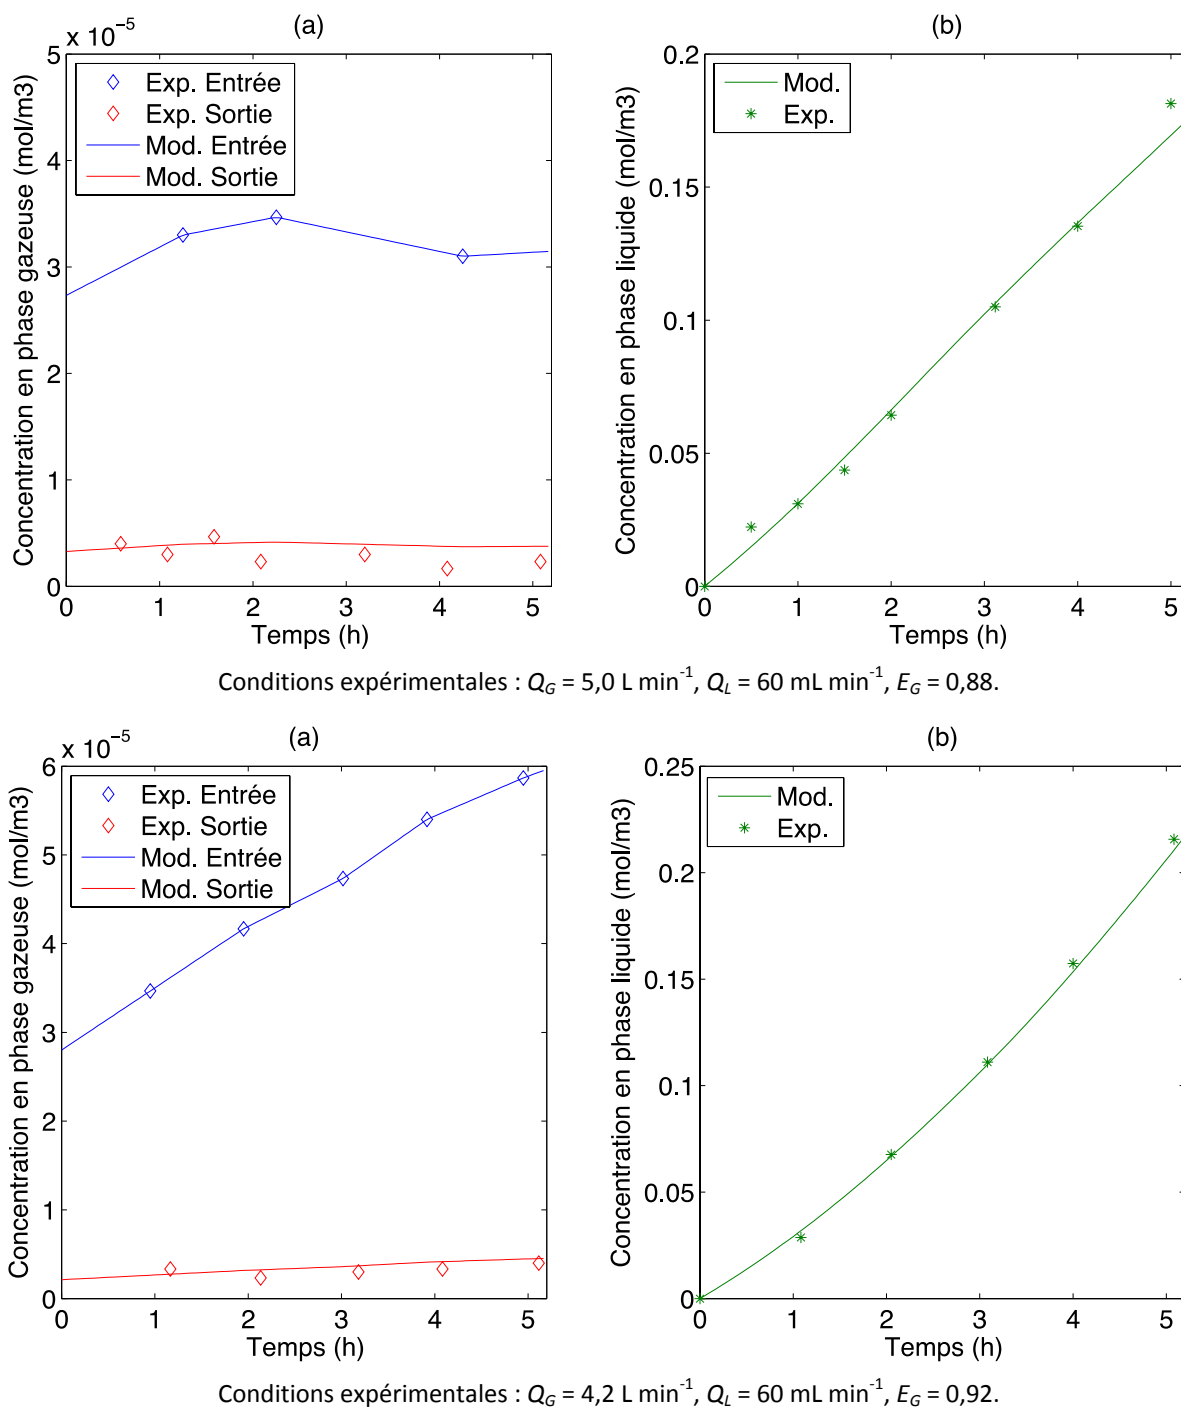 (a)
x 10⁻⁵
Concentration en phase gazeuse (mol/m3)
5
4
3
2
1
0
Exp. Entrée
Exp. Sortie
Mod. Entrée
Mod. Sortie
0 1 2 3 4 5
Temps (h)
(b)
Concentration en phase liquide (mol/m3)
0.2
0.15
0.1
0.05
0
Mod.
Exp.
0 1 2 3 4 5
Temps (h)
Conditions expérimentales : Q_G = 5,0 L min⁻¹, Q_L = 60 mL min⁻¹, E_G = 0,88.
(a)
x 10⁻⁵
Concentration en phase gazeuse (mol/m3)
6
5
4
3
2
1
0
Exp. Entrée
Exp. Sortie
Mod. Entrée
Mod. Sortie
0 1 2 3 4 5
Temps (h)
(b)
Concentration en phase liquide (mol/m3)
0.25
0.2
0.15
0.1
0.05
0
Mod.
Exp.
0 1 2 3 4 5
Temps (h)
Conditions expérimentales : Q_G = 4,2 L min⁻¹, Q_L = 60 mL min⁻¹, E_G = 0,92.